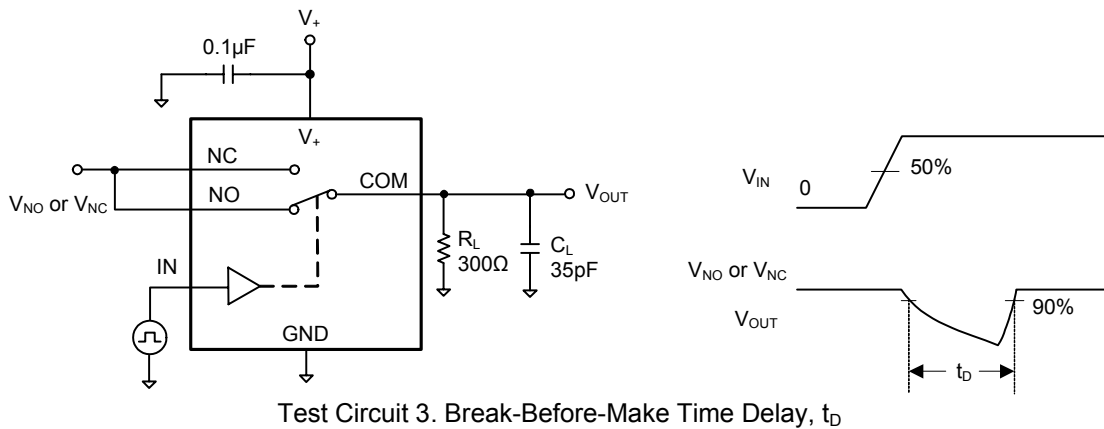 V+
0.1µF
V+
NC
NO
COM
VOUT
VNO or VNC
RL
300Ω
CL
35pF
IN
GND
VIN
0
50%
VNO or VNC
VOUT
90%
tD
Test Circuit 3. Break-Before-Make Time Delay, tD